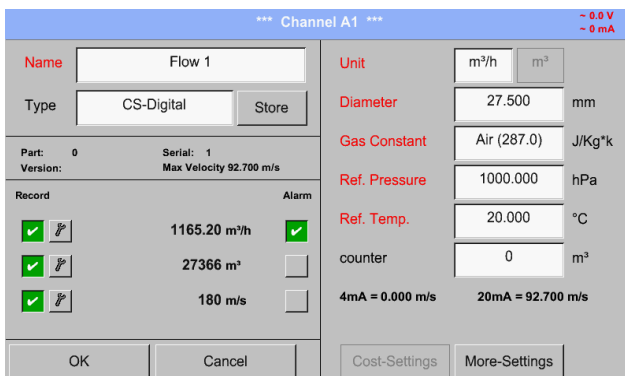 *** Channel A1 ***
~ 0.0 V
~ 0 mA
Name
Flow 1
Type
CS-Digital
Store
Part: 0
Serial: 1
Version:
Max Velocity 92.700 m/s
Record
Alarm
1165.20 m³/h
27366 m³
180 m/s
OK
Cancel
Unit
m³/h
m³
Diameter
27.500
mm
Gas Constant
Air (287.0)
J/Kg*k
Ref. Pressure
1000.000
hPa
Ref. Temp.
20.000
°C
counter
0
m³
4mA = 0.000 m/s
20mA = 92.700 m/s
Cost-Settings
More-Settings